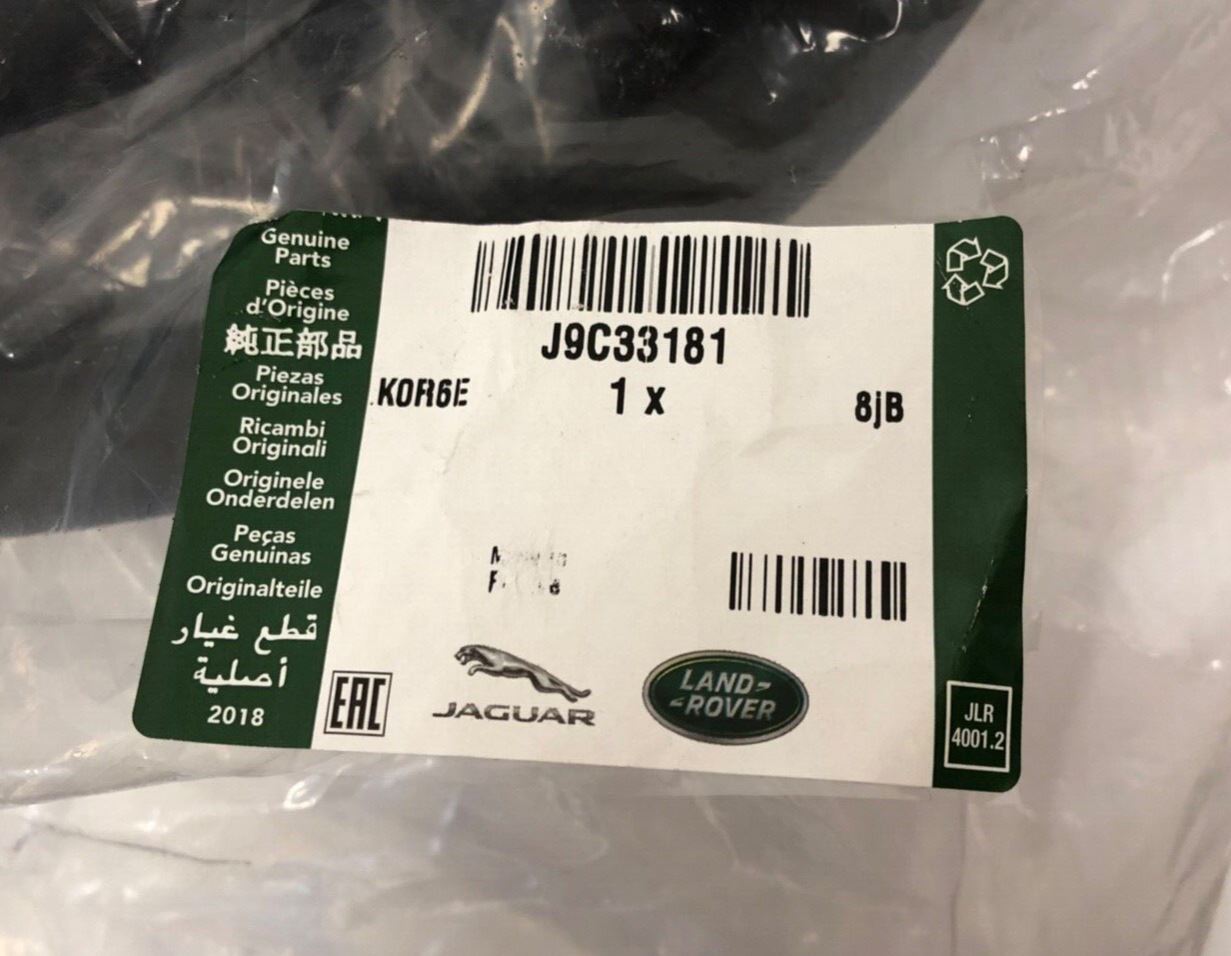 Genuine
Parts
Pièces
d'Origine
純正部品
Piezas
Originales
Ricambi
Originali
Originele
Onderdelen
Peças
Genuinas
Originalteile
قطع غيار
أصلية
2018
J9C33181
KOR6E 1 x 8jB
EAC
JAGUAR
LAND-
-ROVER
JLR
4001.2